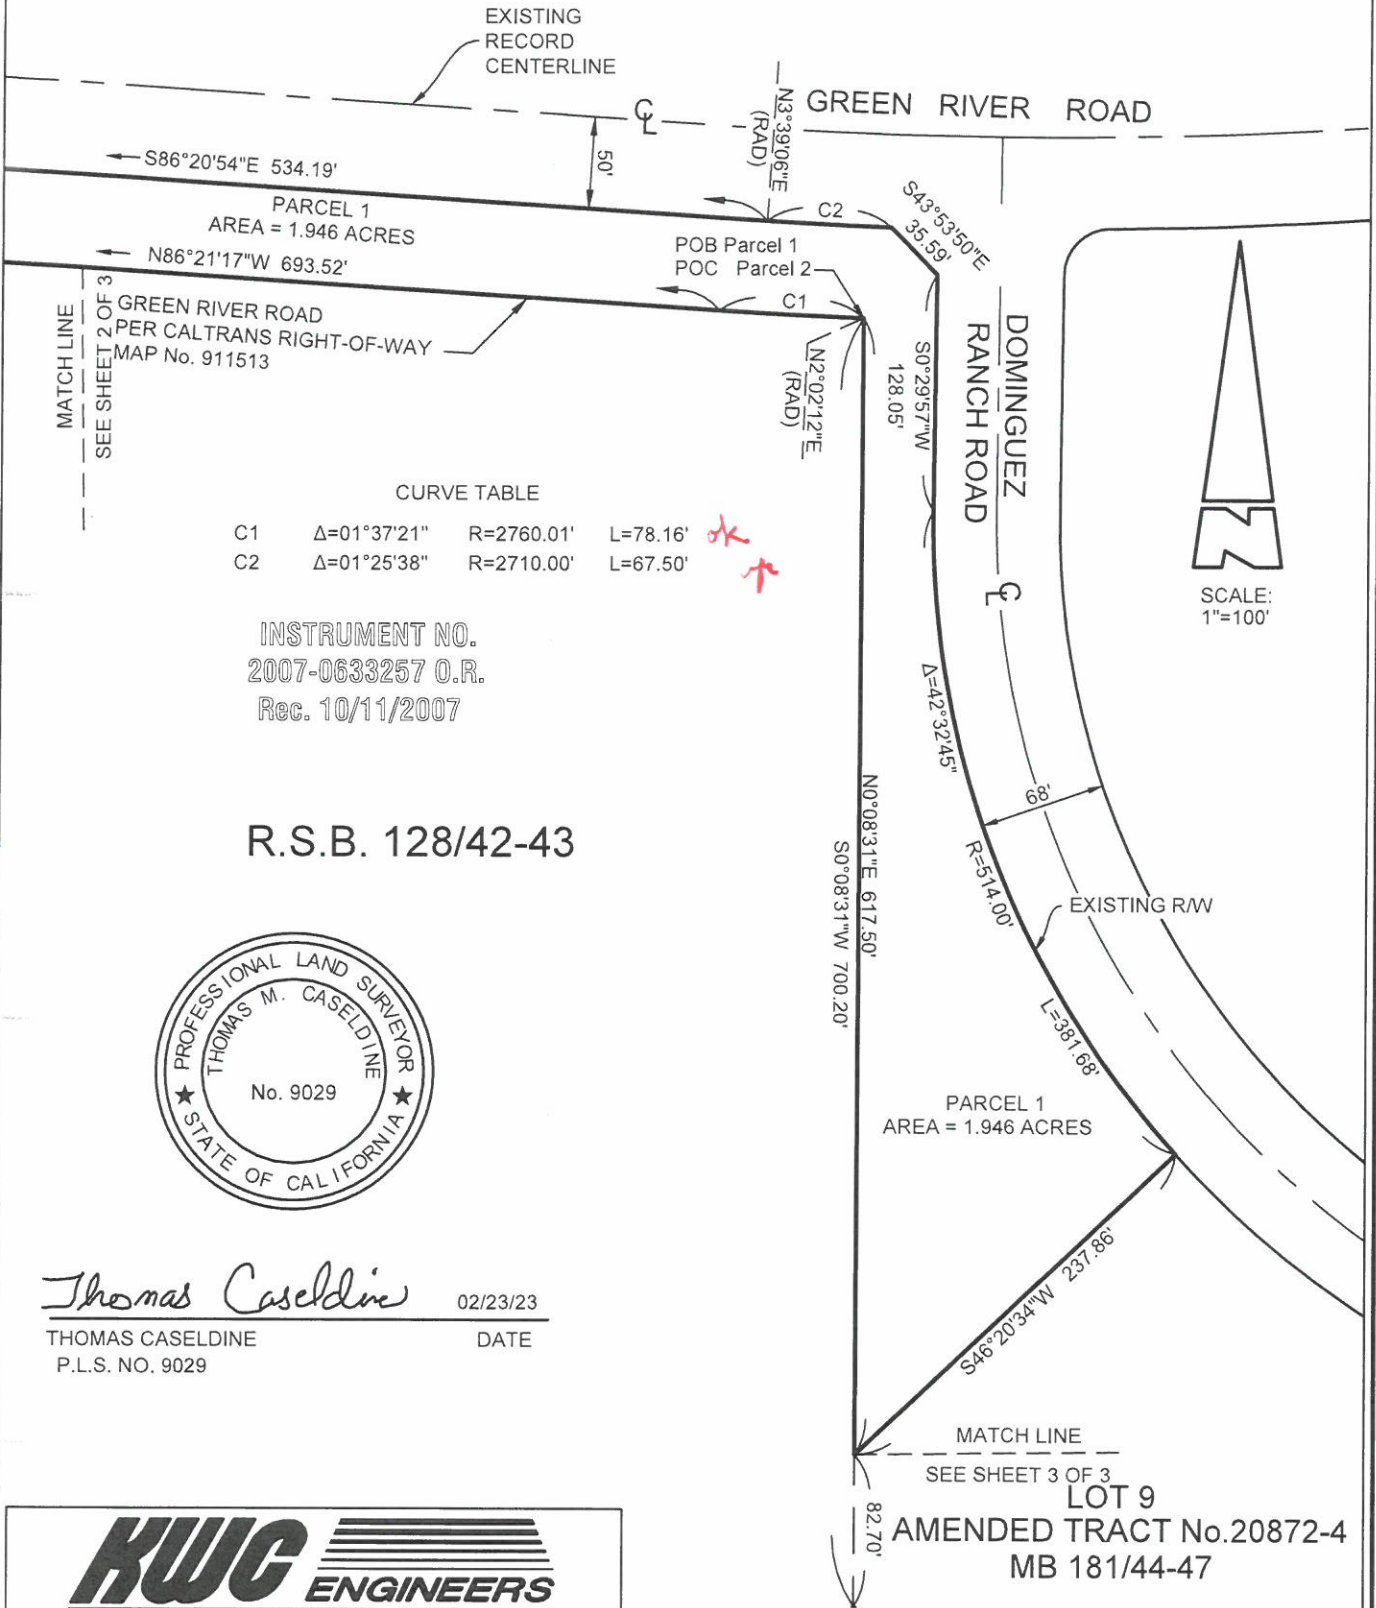 EXISTING
RECORD
CENTERLINE
GREEN RIVER ROAD
℄
50'
N3°39'06"E
(RAD)
S86°20'54"E 534.19'
PARCEL 1
AREA = 1.946 ACRES
N86°21'17"W 693.52'
C2
S43°53'50"E
35.59'
POB Parcel 1
POC Parcel 2
C1
MATCH LINE
SEE SHEET 2 OF 3
GREEN RIVER ROAD
PER CALTRANS RIGHT-OF-WAY
MAP No. 911513
N2°02'12"E
(RAD)
S0°29'57"W
128.05'
DOMINGUEZ
RANCH ROAD
℄
N
SCALE:
1"=100'
CURVE TABLE
C1 Δ=01°37'21" R=2760.01' L=78.16' ok
C2 Δ=01°25'38" R=2710.00' L=67.50'
INSTRUMENT NO.
2007-0633257 O.R.
Rec. 10/11/2007
R.S.B. 128/42-43
Δ=42°32'45"
68'
R=514.00'
EXISTING R/W
L=381.68'
N0°08'31"E 617.50'
S0°08'31"W 700.20'
PROFESSIONAL LAND SURVEYOR
THOMAS M. CASELDINE
No. 9029
STATE OF CALIFORNIA
PARCEL 1
AREA = 1.946 ACRES
S46°20'34"W 237.86'
Thomas Caseldine 02/23/23
THOMAS CASELDINE DATE
P.L.S. NO. 9029
MATCH LINE
SEE SHEET 3 OF 3
82.70'
LOT 9
AMENDED TRACT No.20872-4
MB 181/44-47
KWC
ENGINEERS